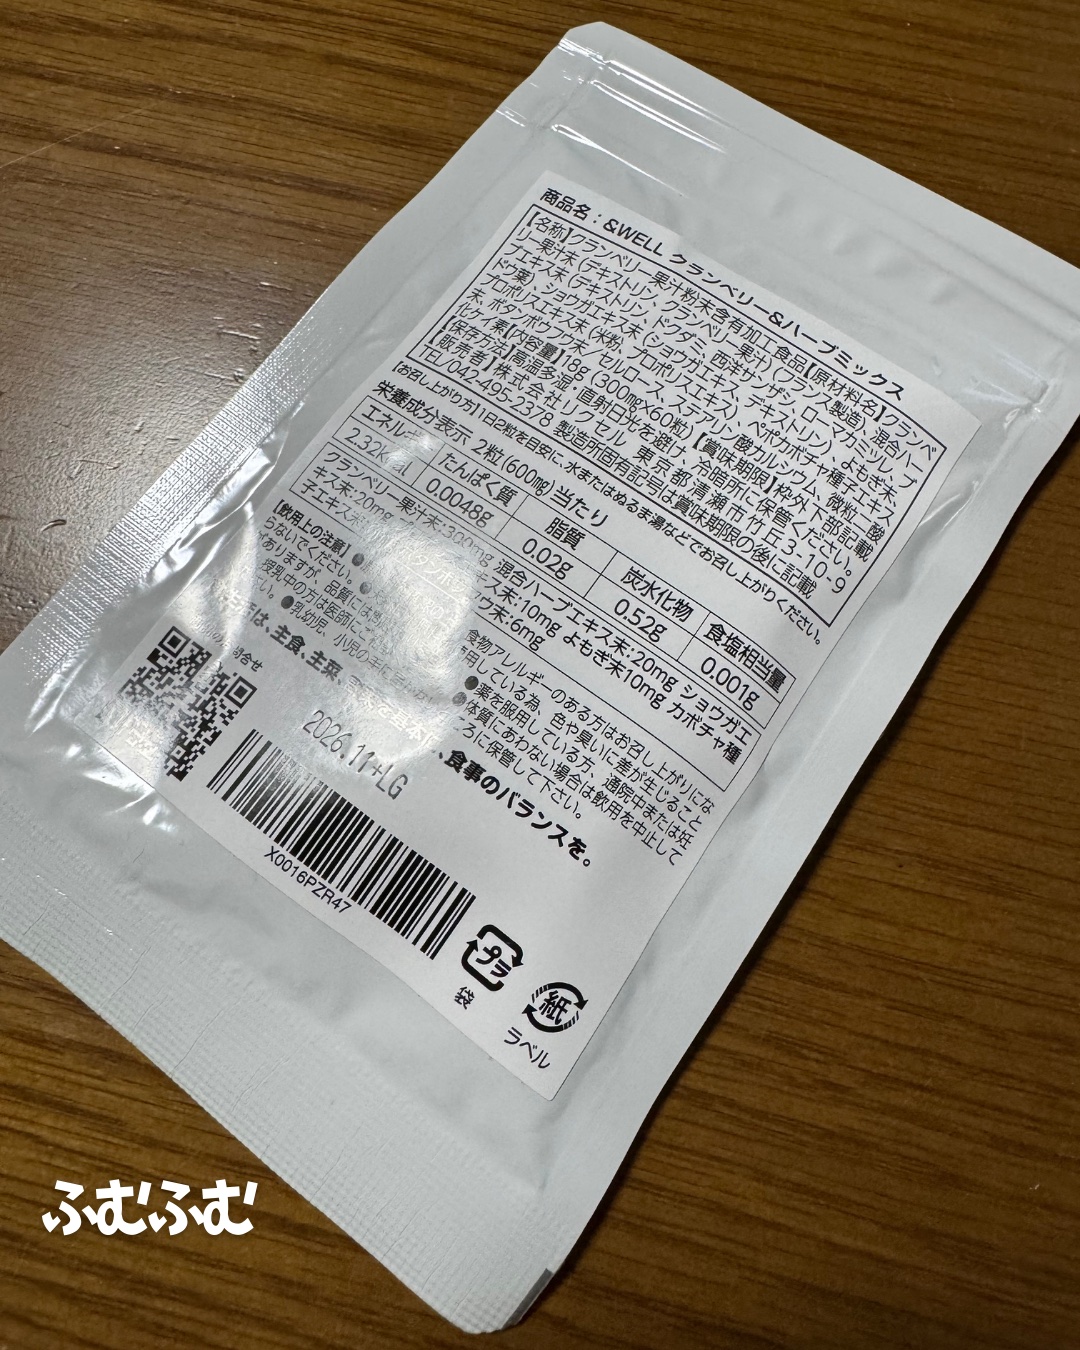 商品名：&WELL クランベリー&ハーブミックス
【名称】クランベリー果汁粉末含有加工食品【原材料名】クランベ
リー果汁末（デキストリン、クランベリー果汁）（フランス製造）、混合ハー
ブエキス末（デキストリン、ドクダミ、西洋サンザシ、ローマカミツレ、ブ
ドウ葉）、ショウガエキス末（ショウガエキス、デキストリン）、よもぎ末、
プロポリスエキス末（米粉、プロポリスエキス）、ペポカボチャ種子エキス
末、ボタンボウフウ末／セルロース、ステアリン酸カルシウム、微粒二酸
化ケイ素【内容量】18g（300mg×60粒）【賞味期限】枠外下部記載
【保存方法】高温多湿・直射日光を避け、冷暗所に保管ください。
【販売者】株式会社リクセル 東京都清瀬市竹丘3-10-9
TEL/042-495-2378 製造所固有記号は賞味期限の後に記載
【お召し上がり方】1日2粒を目安に、水またはぬるま湯などでお召し上がりください。
栄養成分表示 2粒(600mg)当たり
エネル たんぱく質 脂質 炭水化物 食塩相当量
2.32kcal 0.0048g 0.02g 0.52g 0.001g
クランベリー果汁末:300mg 混合ハーブエキス末:20mg ショウガエ
キス末:20mg キス末:10mg よもぎ末10mg カボチャ種
子エキス末 ウ末:6mg
【飲用上の注意】● 食物アレルギーのある方はお召し上がりにな
らないでください。 用している為、色や臭いに差が生じること
がありますが、品質には ●薬を服用している方、通院中または妊
授乳中の方は医師に 体質にあわない場合は飲用を中止して
い。●乳幼児、小児の手に ろに保管して下さい。
は、主食、主菜、 基本 、食事のバランスを。
合せ
2026.11+LG
X0016PZR47
プラ
袋
紙
ラベル
ふむふむ